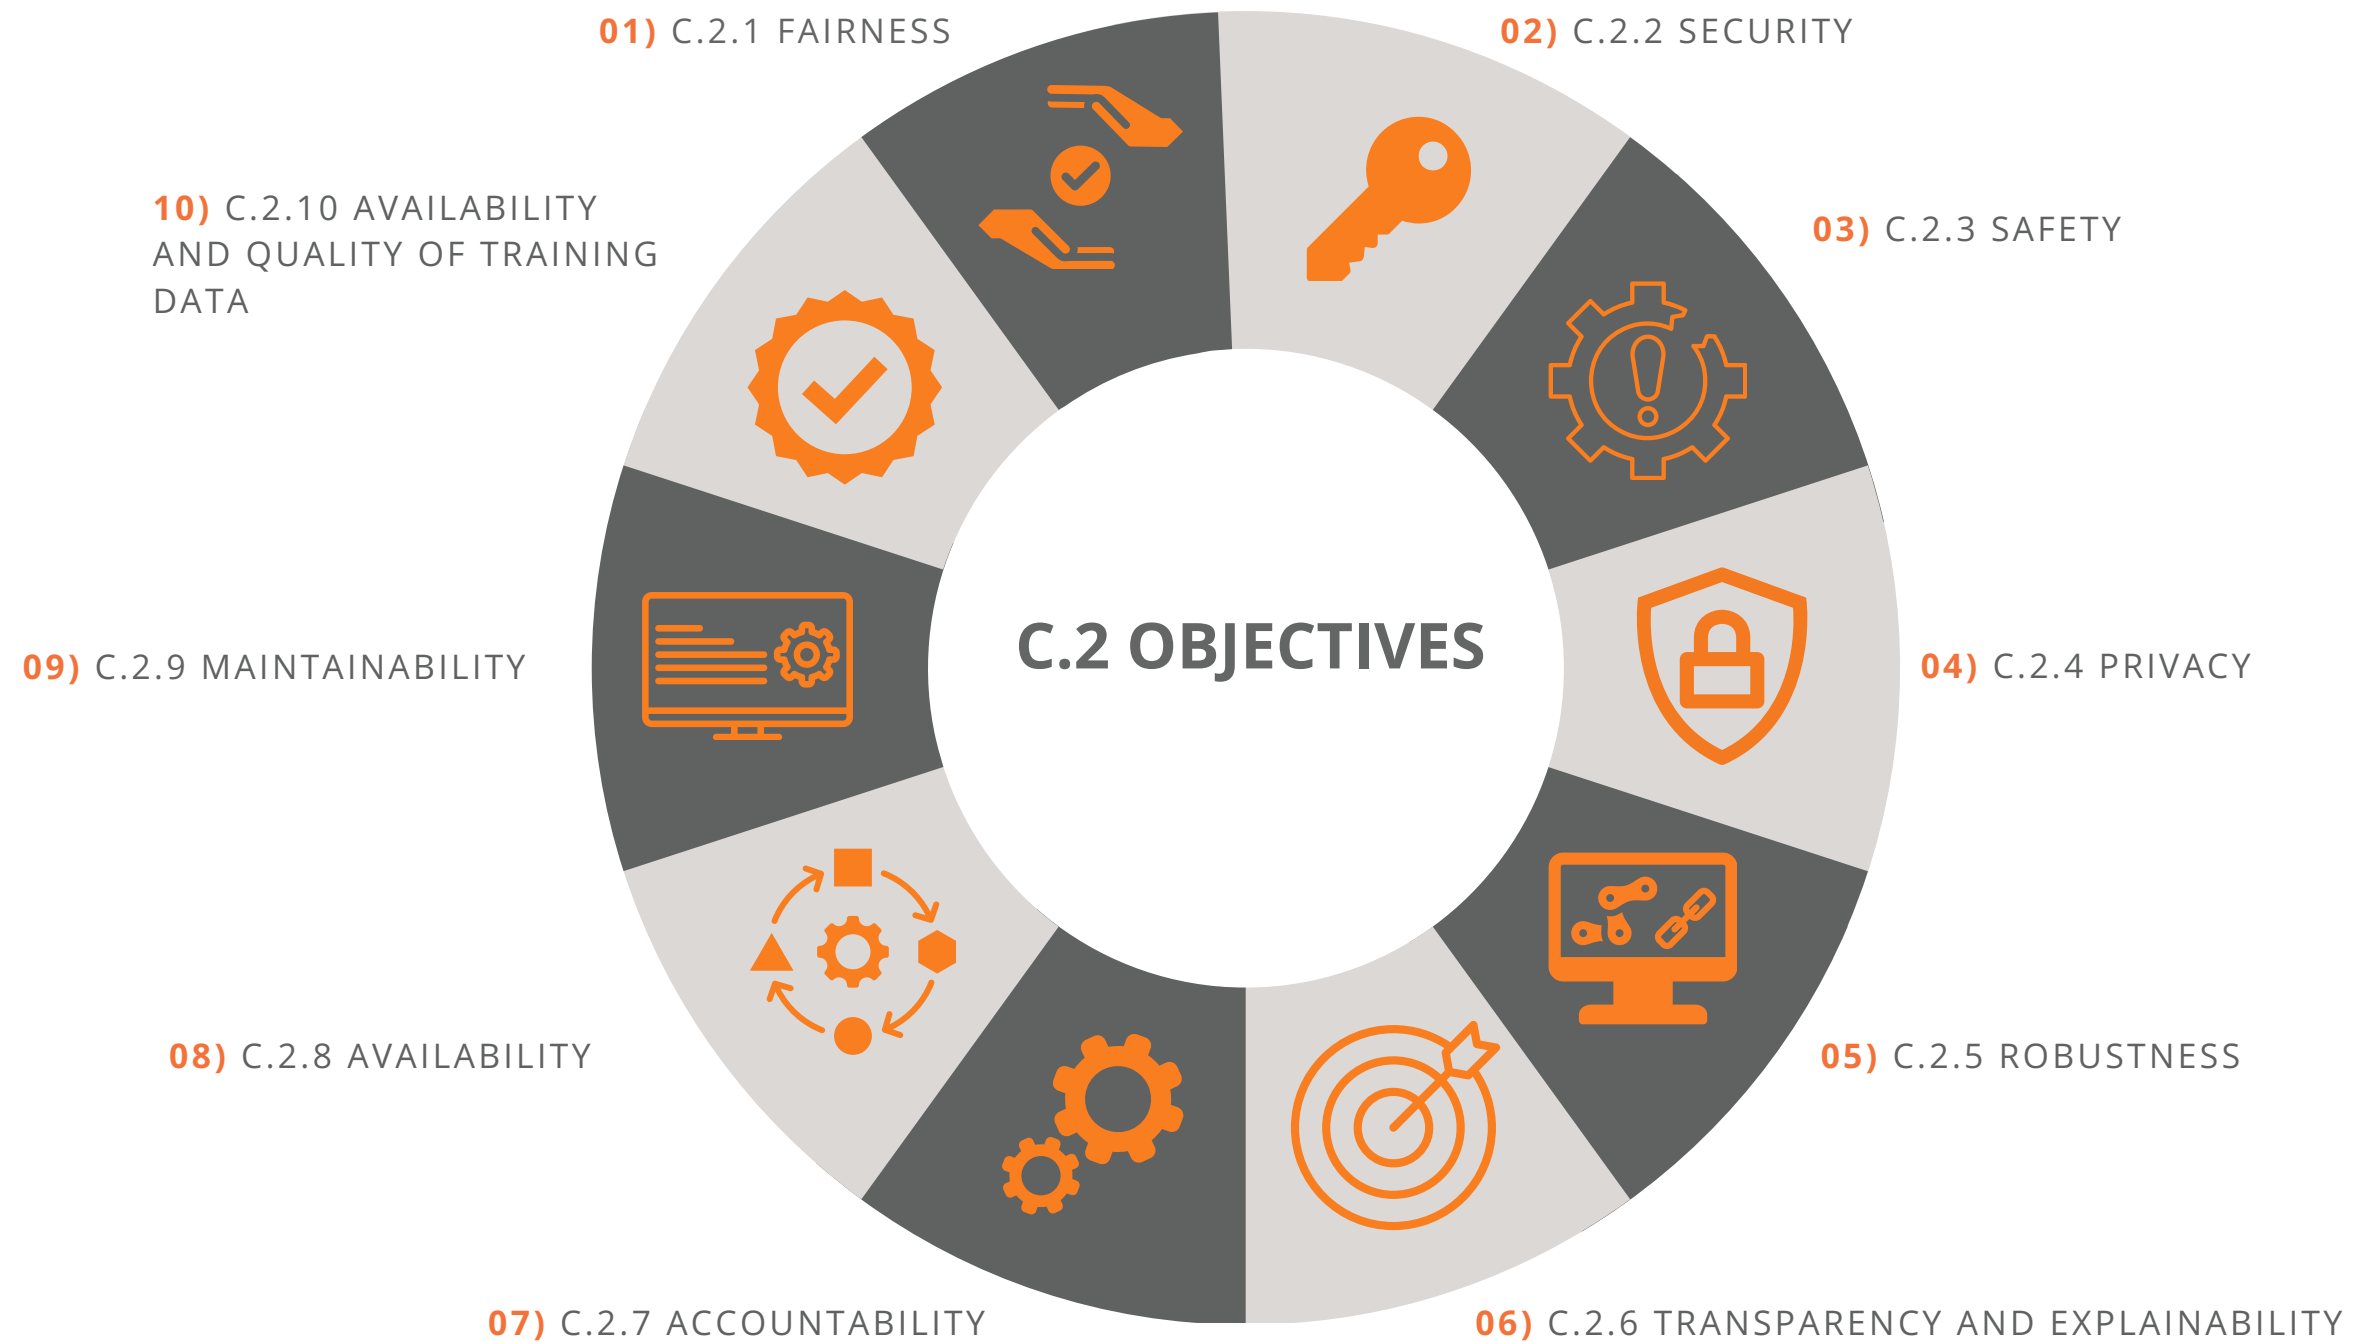 01) C.2.1 FAIRNESS
02) C.2.2 SECURITY
03) C.2.3 SAFETY
04) C.2.4 PRIVACY
05) C.2.5 ROBUSTNESS
06) C.2.6 TRANSPARENCY AND EXPLAINABILITY
07) C.2.7 ACCOUNTABILITY
08) C.2.8 AVAILABILITY
09) C.2.9 MAINTAINABILITY
10) C.2.10 AVAILABILITY
AND QUALITY OF TRAINING
DATA
C.2 OBJECTIVES